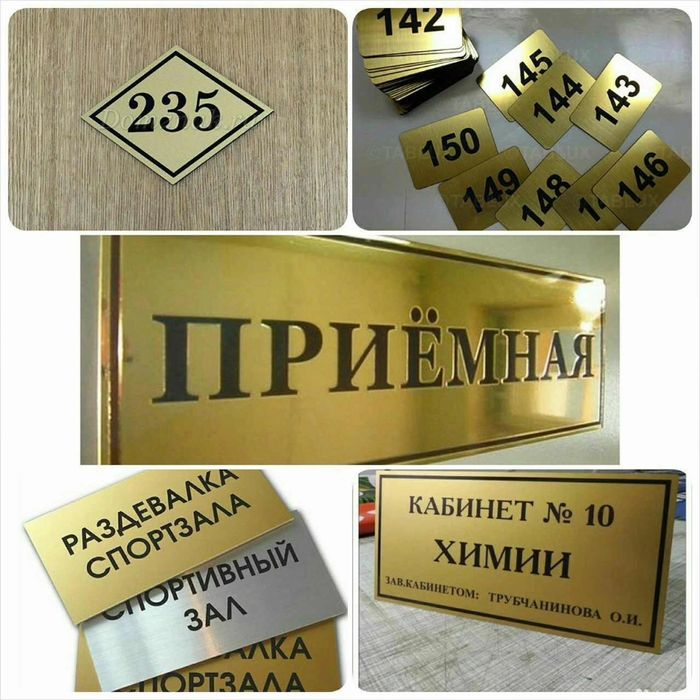 235
142
145
144
143
150
149
148
146
ПРИЁМНАЯ
РАЗДЕВАЛКА
СПОРТЗАЛА
СПОРТИВНЫЙ
ЗАЛ
СПОРТЗАЛА
КАБИНЕТ № 10
ХИМИИ
ЗАВ.КАБИНЕТОМ: ТРУБЧАНИНОВА О.И.